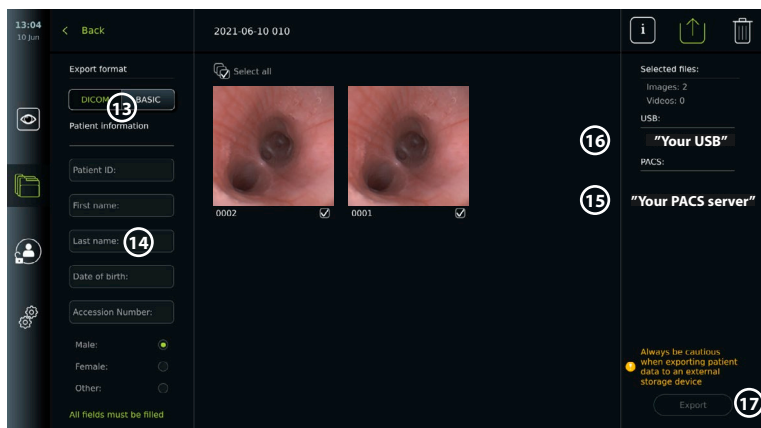 13:04
10 Jun
Back
2021-06-10 010
i
Export format
DICOM
BASIC
13
Patient information
Patient ID:
First name:
Last name:
14
Date of birth:
Accession Number:
Male:
Female:
Other:
All fields must be filled
Select all
0002
0001
Selected files:
Images: 2
Videos: 0
USB:
16
"Your USB"
PACS:
15
"Your PACS server"
Always be cautious
when exporting patient
data to an external
storage device
Export
17